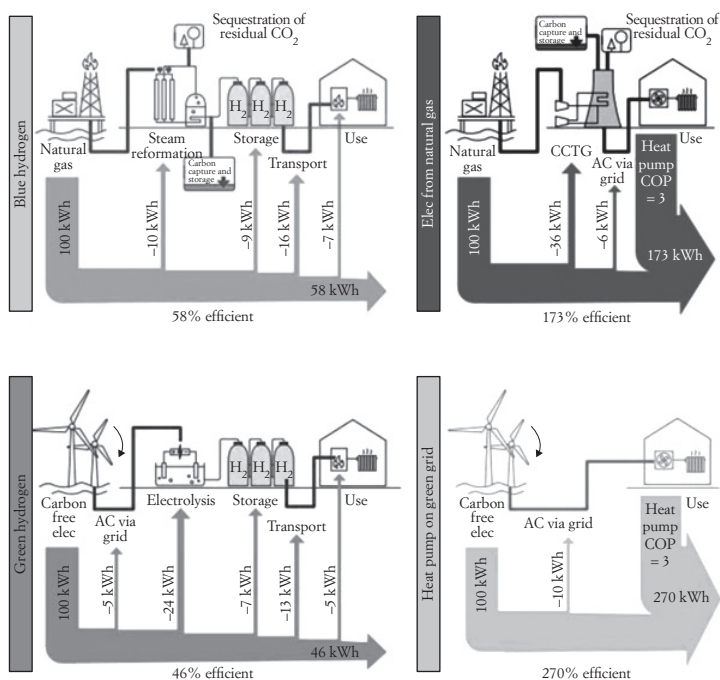 Blue hydrogen
Sequestration of
residual CO2
Natural
gas
Steam
reformation
Carbon
capture and
storage
H2 H2 H2
Storage
Transport
Use
100 kWh
–10 kWh
–9 kWh
–16 kWh
–7 kWh
58 kWh
58% efficient
Elec from natural gas
Carbon
capture and
storage
Sequestration of
residual CO2
Natural
gas
CCTG
AC via
grid
Heat
pump
COP
= 3
Use
100 kWh
–36 kWh
–6 kWh
173 kWh
173% efficient
Green hydrogen
Carbon
free
elec
AC via
grid
Electrolysis
H2 H2 H2
Storage
Transport
Use
100 kWh
–5 kWh
–24 kWh
–7 kWh
–13 kWh
–5 kWh
46 kWh
46% efficient
Heat pump on green grid
Carbon
free
elec
AC via grid
Heat
pump
COP
= 3
Use
100 kWh
–10 kWh
270 kWh
270% efficient